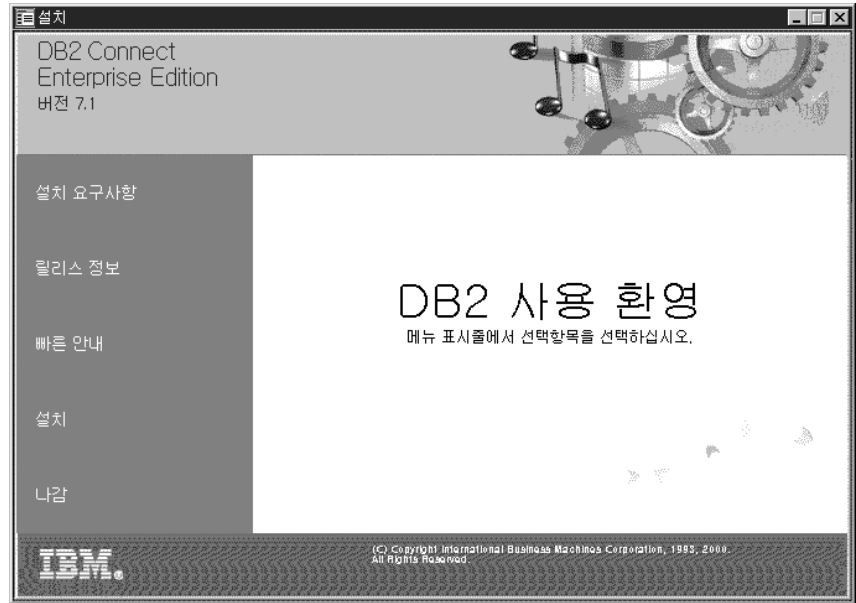 설치
DB2 Connect
Enterprise Edition
버전 7.1
설치 요구사항
릴리스 정보
빠른 안내
설치
나감
DB2 사용 환영
메뉴 표시줄에서 선택항목을 선택하십시오.
IBM.
(C) Copyright International Business Machines Corporation, 1993, 2000.
All Rights Reserved.